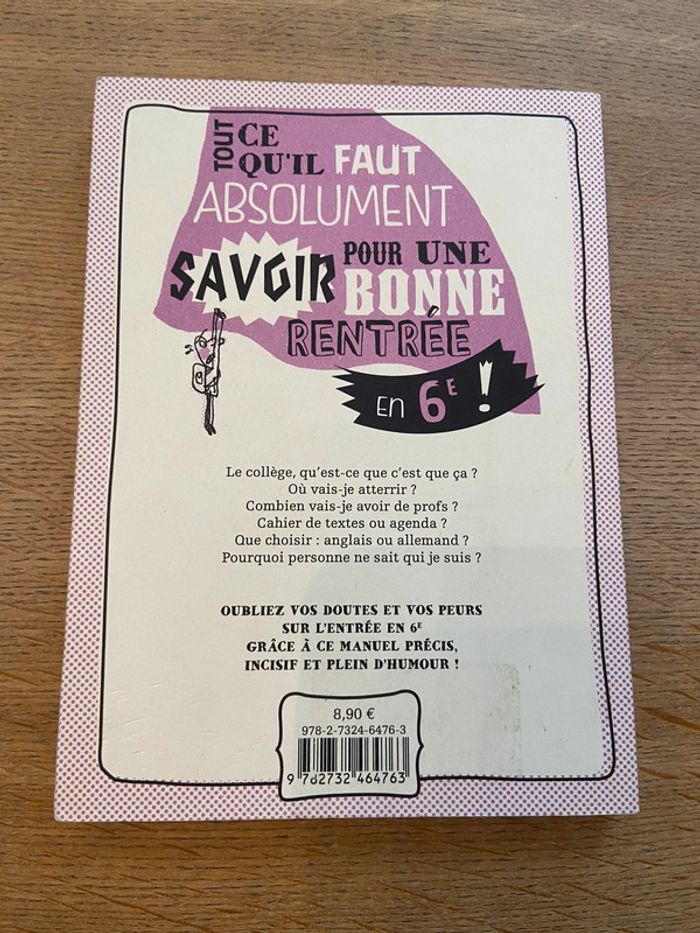 TOUT CE
QU'IL FAUT
ABSOLUMENT
SAVOIR POUR UNE
BONNE
RENTRÉE
EN 6E !
Le collège, qu'est-ce que c'est que ça ?
Où vais-je atterrir ?
Combien vais-je avoir de profs ?
Cahier de textes ou agenda ?
Que choisir : anglais ou allemand ?
Pourquoi personne ne sait qui je suis ?
OUBLIEZ VOS DOUTES ET VOS PEURS
SUR L'ENTRÉE EN 6E
GRÂCE À CE MANUEL PRÉCIS,
INCISIF ET PLEIN D'HUMOUR !
8,90 €
978-2-7324-6476-3
9 782732 464763